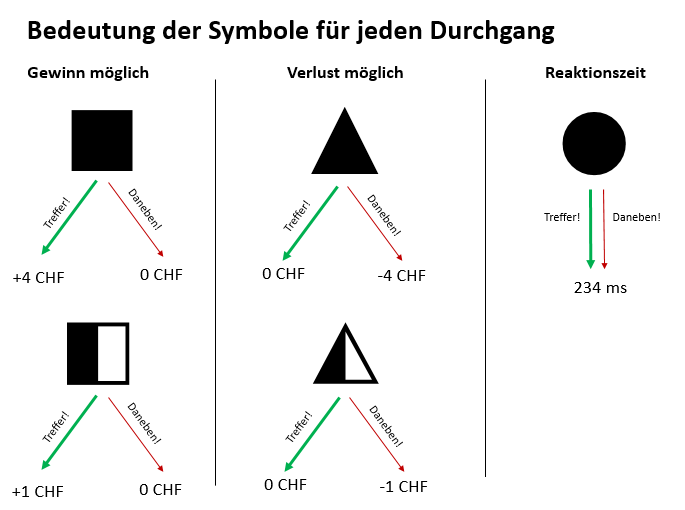 Bedeutung der Symbole für jeden Durchgang
Gewinn möglich
Treffer!
Daneben!
+4 CHF
0 CHF
Treffer!
Daneben!
+1 CHF
0 CHF
Verlust möglich
Treffer!
Daneben!
0 CHF
-4 CHF
Treffer!
Daneben!
0 CHF
-1 CHF
Reaktionszeit
Treffer!
Daneben!
234 ms